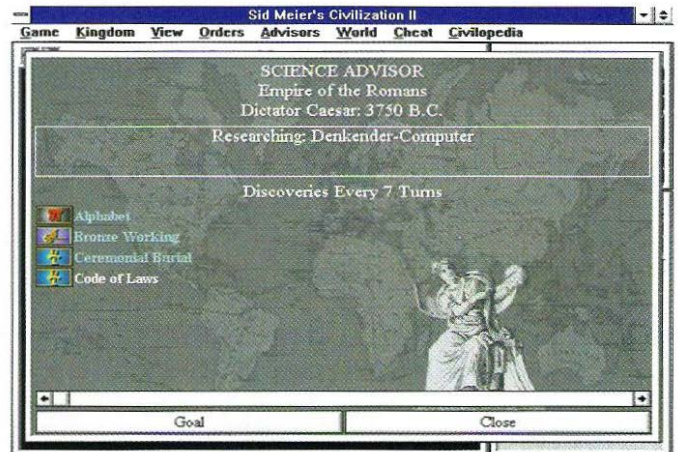 Sid Meier's Civilization II
Game Kingdom View Orders Advisors World Cheat Civilopedia
SCIENCE ADVISOR
Empire of the Romans
Dictator Caesar: 3750 B.C.
Researching: Denkender-Computer
Discoveries Every 7 Turns
Alphabet
Bronze Working
Ceremonial Burial
Code of Laws
Goal Close